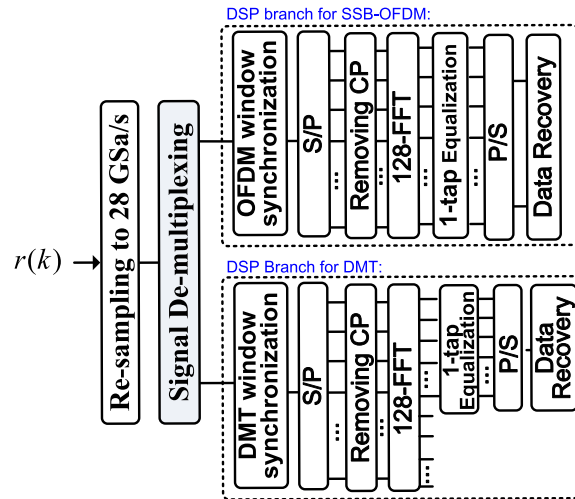 DSP branch for SSB-OFDM:
r(k)
Re-sampling to 28 GSa/s
Signal De-multiplexing
OFDM window
synchronization
S/P
...
Removing CP
128-FFT
...
1-tap Equalization
...
P/S
Data Recovery
DSP Branch for DMT:
DMT window
synchronization
S/P
...
Removing CP
128-FFT
...
...
1-tap
Equalization
...
P/S
Data
Recovery